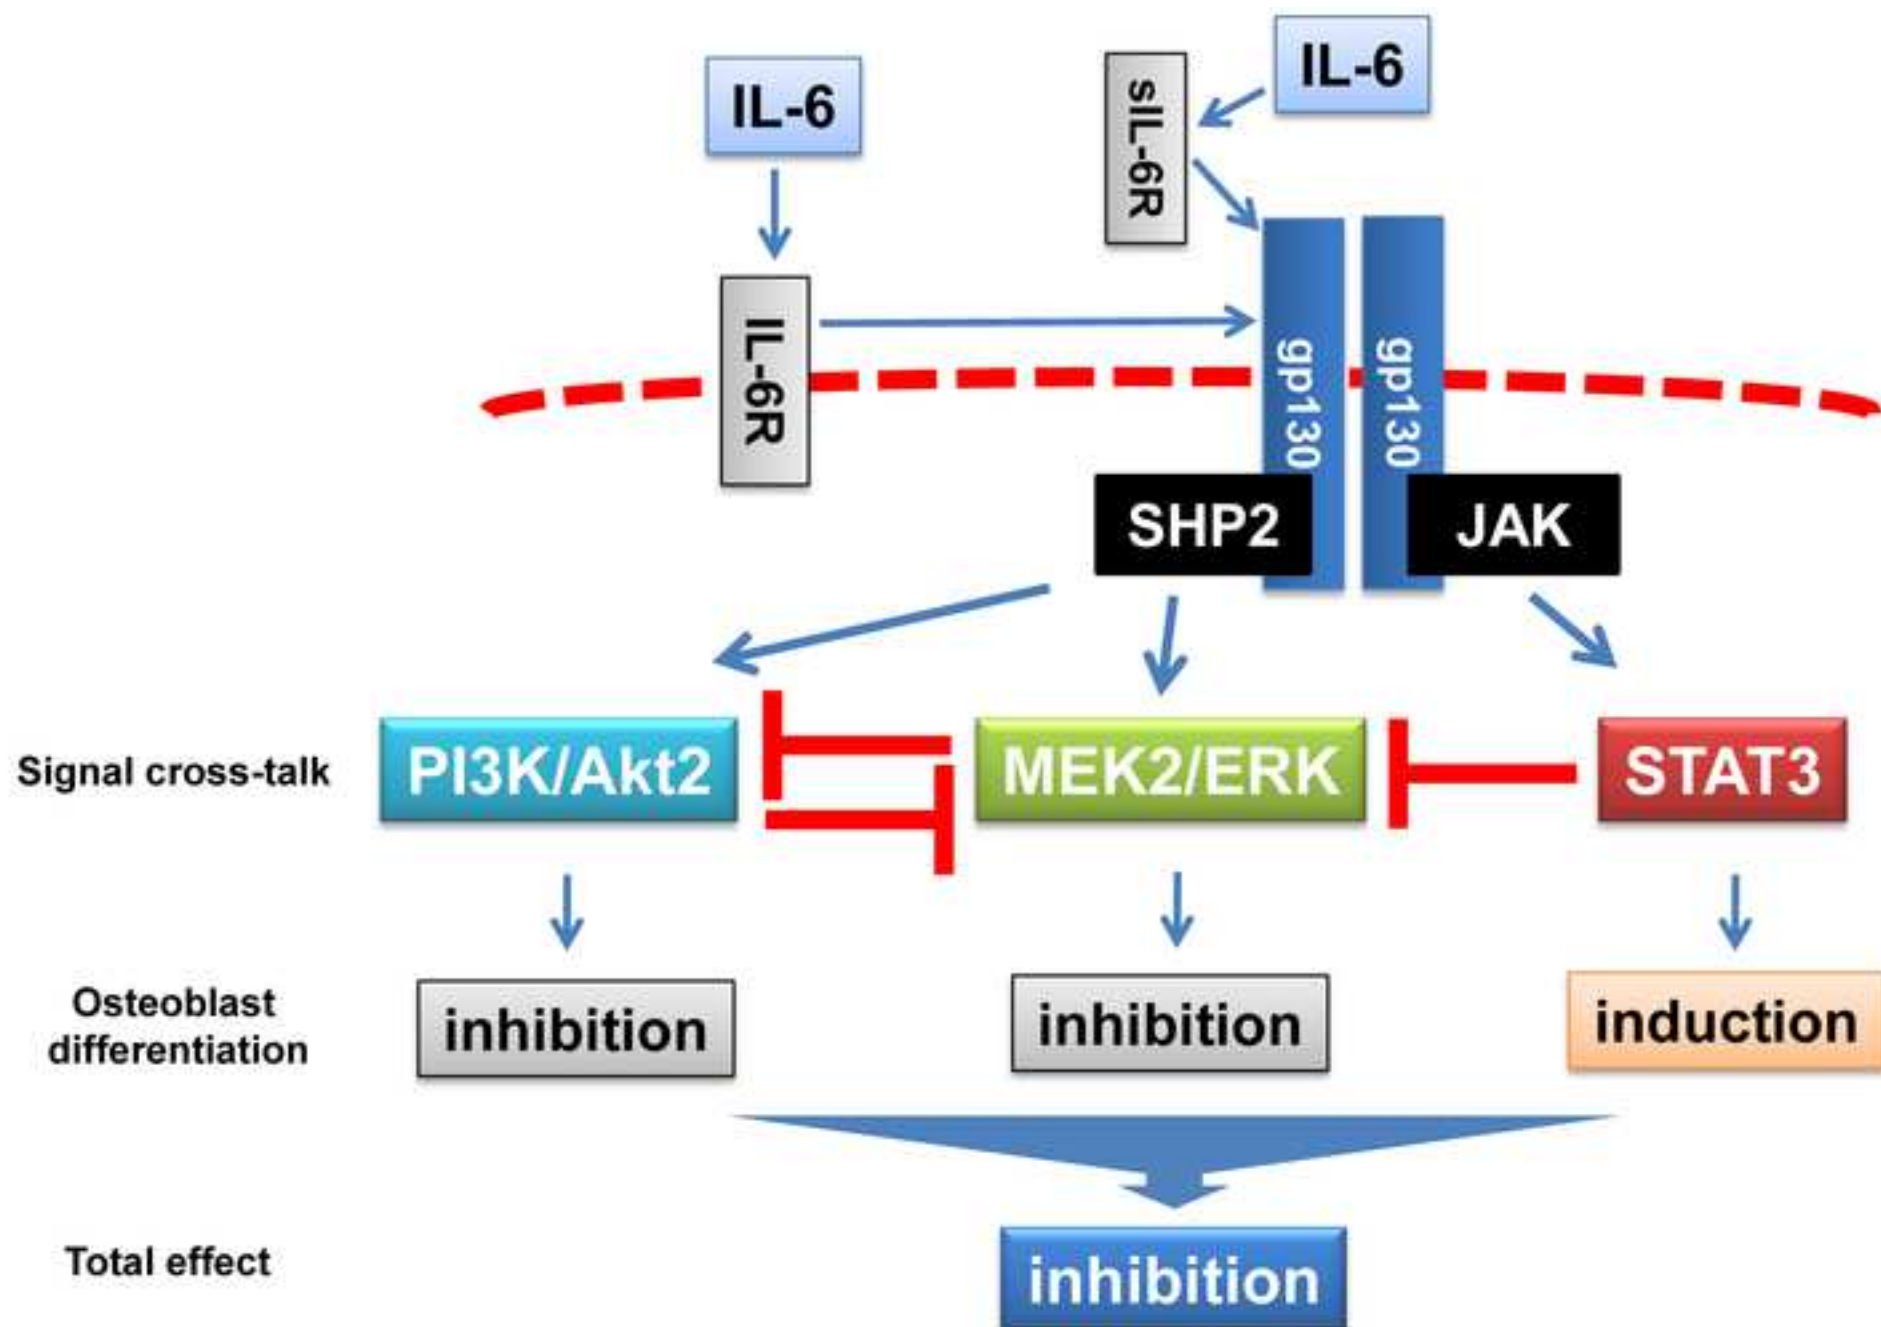 IL-6
IL-6
sIL-6R
IL-6R
gp130
gp130
SHP2
JAK
Signal cross-talk
PI3K/Akt2
MEK2/ERK
STAT3
Osteoblast
differentiation
inhibition
inhibition
induction
Total effect
inhibition